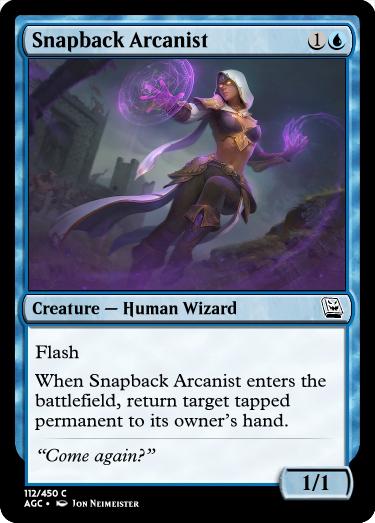 Snapback Arcanist 1
Creature — Human Wizard
Flash
When Snapback Arcanist enters the
battlefield, return target tapped
permanent to its owner's hand.
“Come again?”
1/1
112/450 C
AGC • Jon Neimeister